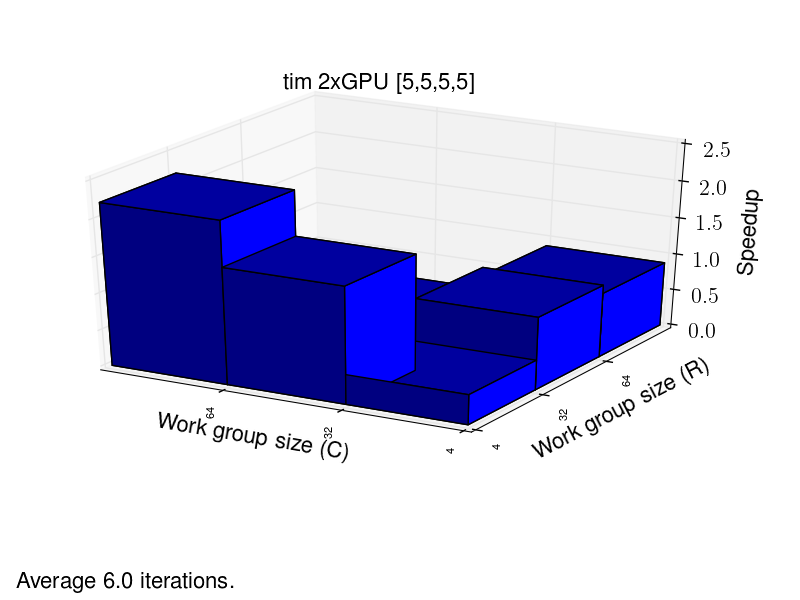 tim 2xGPU [5,5,5,5]
2.5
2.0
1.5
1.0
0.5
0.0
Speedup
64
32
4
Work group size (C)
4
32
64
Work group size (R)
Average 6.0 iterations.